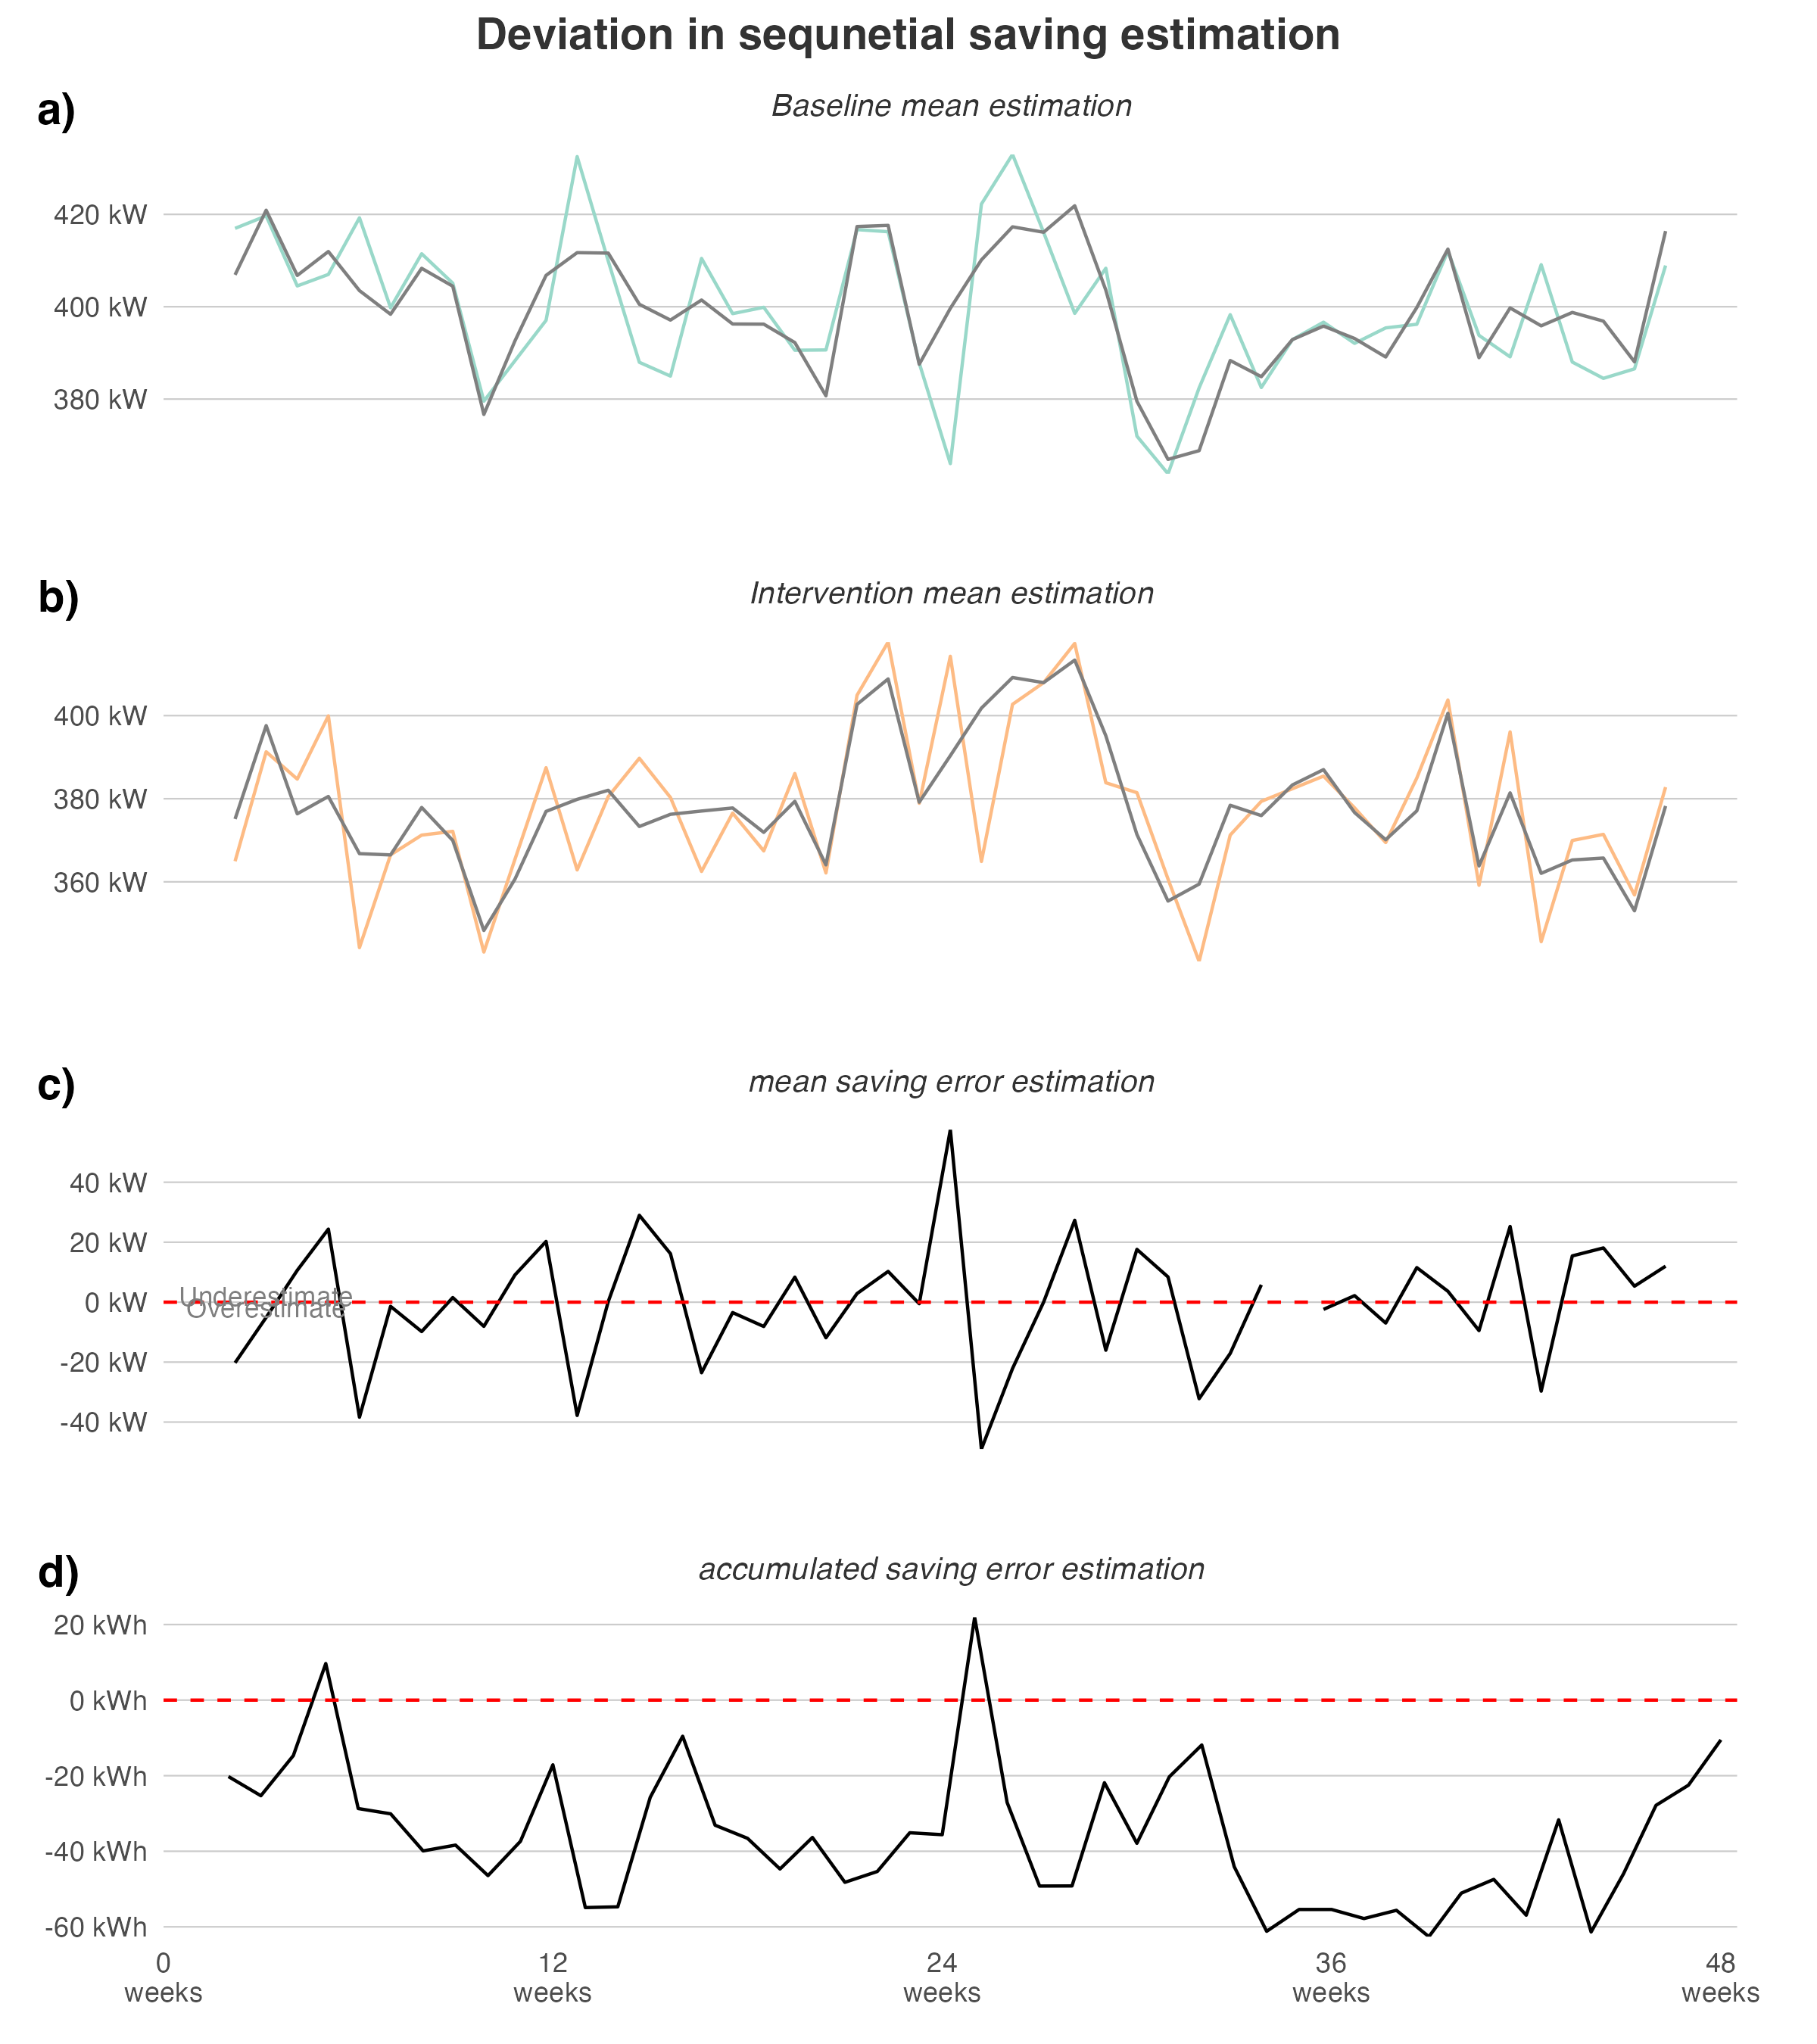 Deviation in sequnetial saving estimation
a)
Baseline mean estimation
420 kW
400 kW
380 kW
b)
Intervention mean estimation
400 kW
380 kW
360 kW
c)
mean saving error estimation
40 kW
20 kW
Underestimate
0 kW
Overestimate
-20 kW
-40 kW
d)
accumulated saving error estimation
20 kWh
0 kWh
-20 kWh
-40 kWh
-60 kWh
0 12 24 36 48
weeks weeks weeks weeks weeks